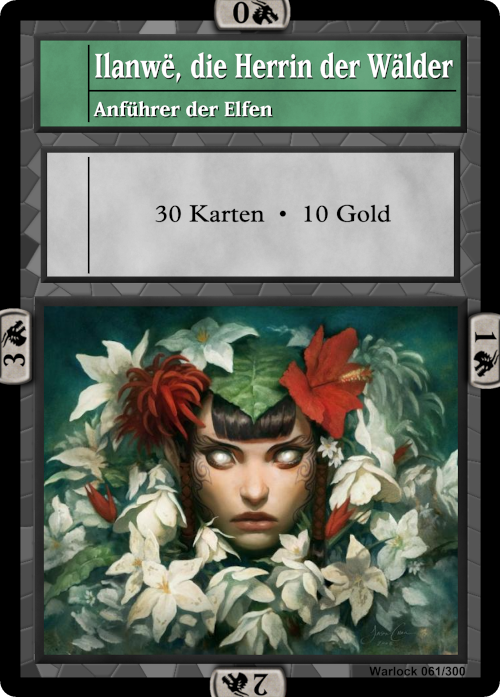 0
Ilanwë, die Herrin der Wälder
Anführer der Elfen
30 Karten • 10 Gold
3
1
2
Warlock 061/300